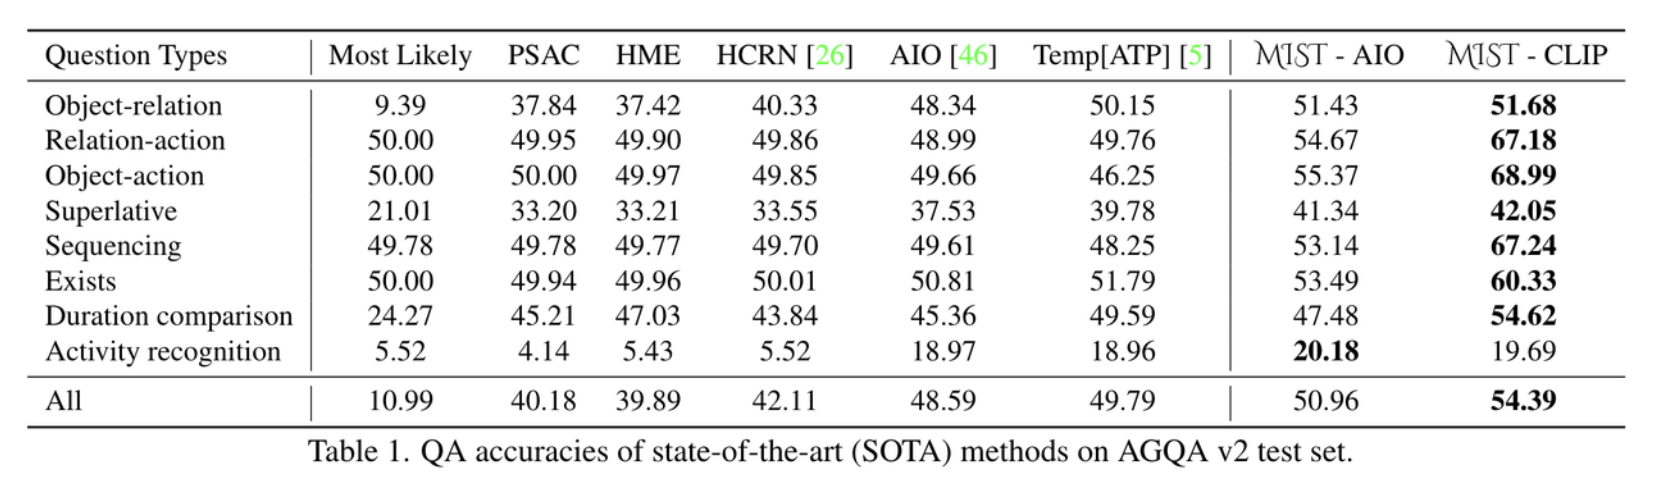 Question Types Most Likely PSAC HME HCRN [26] AIO [46] Temp[ATP] [5] MIST - AIO MIST - CLIP
Object-relation 9.39 37.84 37.42 40.33 48.34 50.15 51.43 51.68
Relation-action 50.00 49.95 49.90 49.86 48.99 49.76 54.67 67.18
Object-action 50.00 50.00 49.97 49.85 49.66 46.25 55.37 68.99
Superlative 21.01 33.20 33.21 33.55 37.53 39.78 41.34 42.05
Sequencing 49.78 49.78 49.77 49.70 49.61 48.25 53.14 67.24
Exists 50.00 49.94 49.96 50.01 50.81 51.79 53.49 60.33
Duration comparison 24.27 45.21 47.03 43.84 45.36 49.59 47.48 54.62
Activity recognition 5.52 4.14 5.43 5.52 18.97 18.96 20.18 19.69
All 10.99 40.18 39.89 42.11 48.59 49.79 50.96 54.39
Table 1. QA accuracies of state-of-the-art (SOTA) methods on AGQA v2 test set.